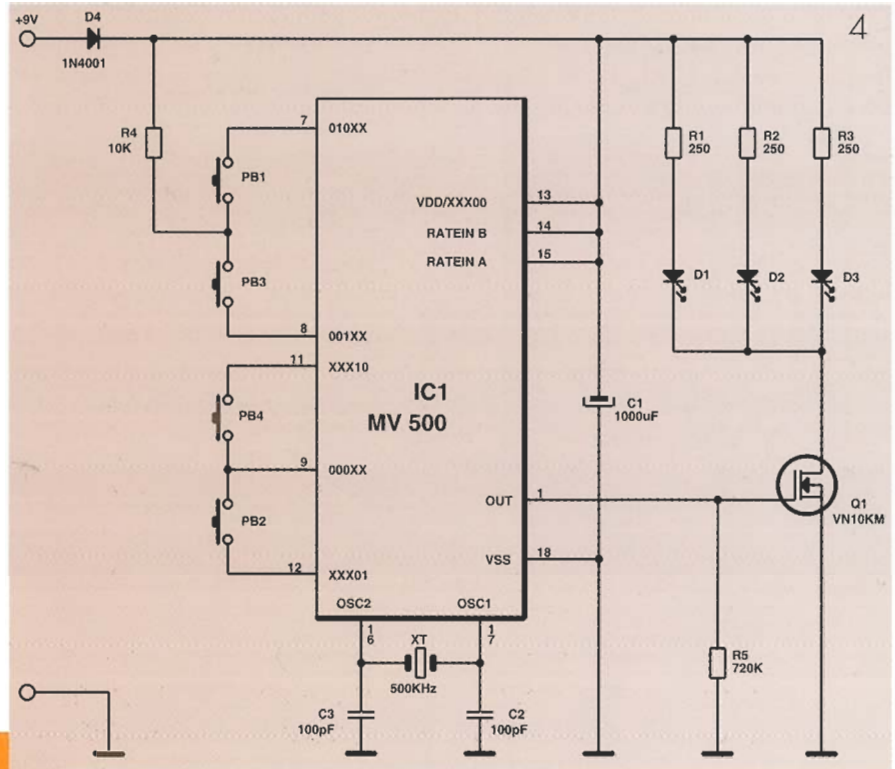 +9V
D4
1N4001
4
R4
10K
7
010XX
PB1
PB3
8
001XX
11
XXX10
PB4
9
000XX
PB2
12
XXX01
IC1
MV 500
VDD/XXX00
13
RATEIN B
14
RATEIN A
15
OUT
1
VSS
18
OSC2
OSC1
1
6
1
7
XT
500KHz
C3
100pF
C2
100pF
C1
1000uF
R1
250
R2
250
R3
250
D1
D2
D3
Q1
VN10KM
R5
720K